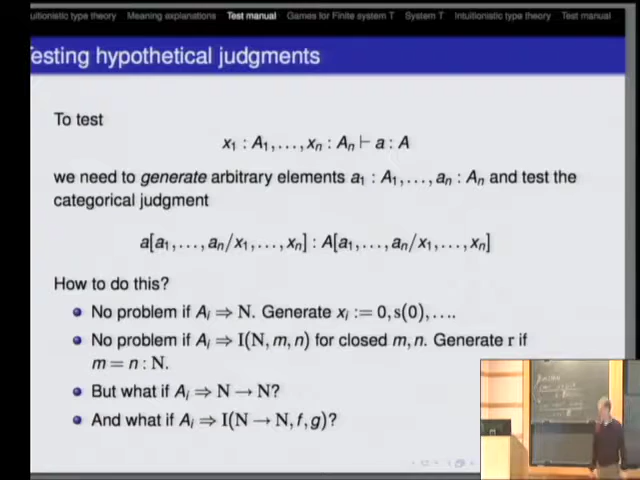 uitionistic type theory Meaning explanations Test manual Games for Finite system T System T Intuitionistic type theory Test manual
Testing hypothetical judgments
To test
x₁ : A₁, . . . , xₙ : Aₙ ⊢ a : A
we need to generate arbitrary elements a₁ : A₁, . . . , aₙ : Aₙ and test the
categorical judgment
a[a₁, . . . , aₙ/x₁, . . . , xₙ] : A[a₁, . . . , aₙ/x₁, . . . , xₙ]
How to do this?
No problem if Aᵢ ⇒ N. Generate xᵢ := 0, s(0), . . . .
No problem if Aᵢ ⇒ I(N, m, n) for closed m, n. Generate r if
m = n : N.
But what if Aᵢ ⇒ N → N?
And what if Aᵢ ⇒ I(N → N, f, g)?